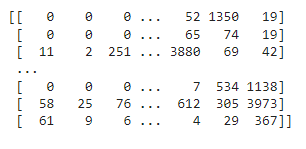 [[ 0 0 0 ... 52 1350 19]
[ 0 0 0 ... 65 74 19]
[ 11 2 251 ... 3880 69 42]
...
[ 0 0 0 ... 7 534 1138]
[ 58 25 76 ... 612 305 3973]
[ 61 9 6 ... 4 29 367]]